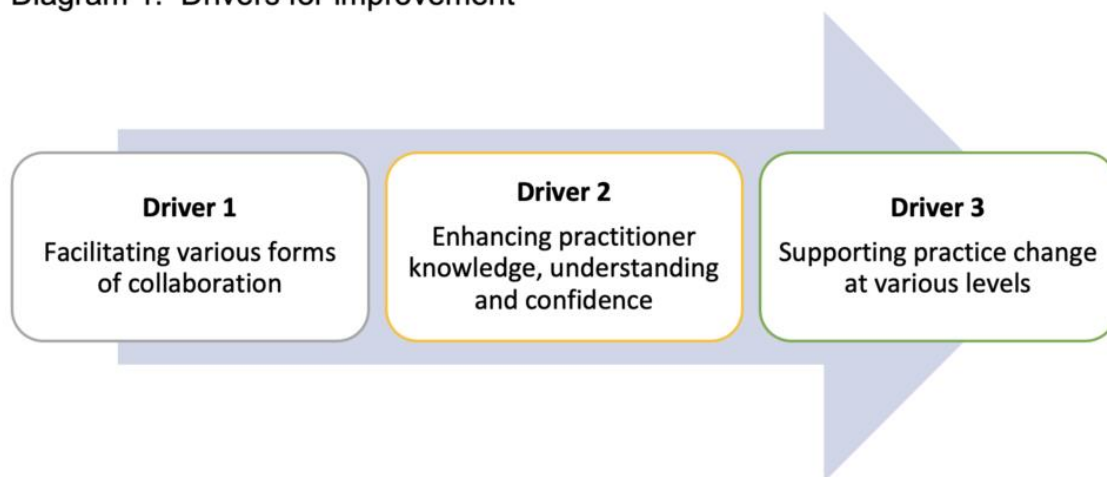 Diagram 1: Drivers for improvement
Driver 1
Facilitating various forms
of collaboration
Driver 2
Enhancing practitioner
knowledge, understanding
and confidence
Driver 3
Supporting practice change
at various levels